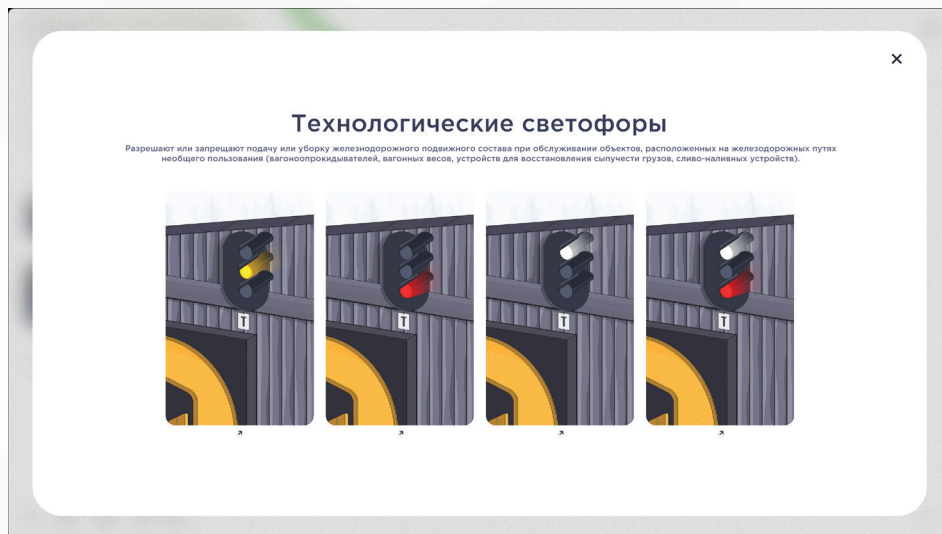 Технологические светофоры
Разрешают или запрещают подачу или уборку железнодорожного подвижного состава при обслуживании объектов, расположенных на железодорожных путях
необщего пользования (вагоноопрокидывателей, вагонных весов, устройств для восстановления сыпучести грузов, сливо-наливных устройств).
Т
Т
Т
Т